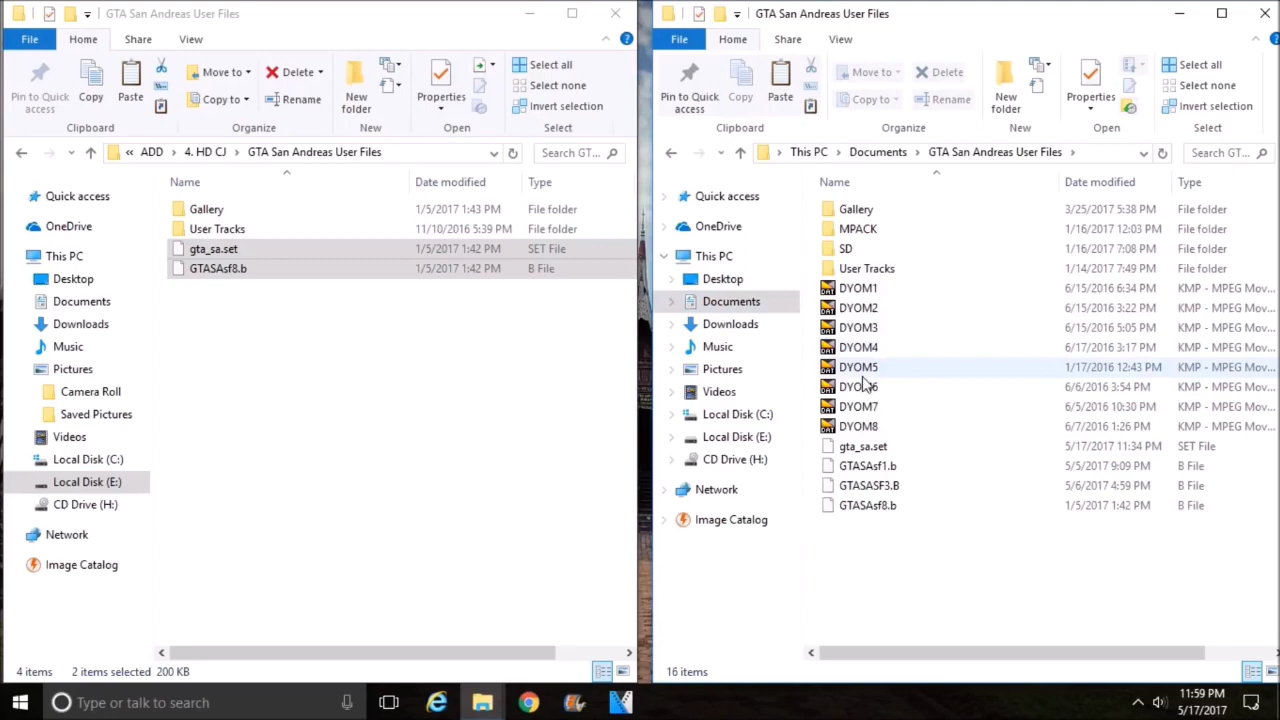 GTA San Andreas User Files
File Home Share View
Pin to Quick access
Copy
Paste
Move to
Copy to
Delete
Rename
New folder
Properties
Select all
Select none
Invert selection
Clipboard Organize New Open Select
« ADD > 4. HD CJ > GTA San Andreas User Files
Search GT...
Name Date modified Type
Gallery 1/5/2017 1:43 PM File folder
User Tracks 11/10/2016 5:39 PM File folder
gta_sa.set 1/5/2017 1:42 PM SET File
GTASAsf8.b 1/5/2017 1:42 PM B File
Quick access
OneDrive
This PC
Desktop
Documents
Downloads
Music
Pictures
Camera Roll
Saved Pictures
Videos
Local Disk (C:)
Local Disk (E:)
CD Drive (H:)
Network
Image Catalog
4 items 2 items selected 200 KB
GTA San Andreas User Files
File Home Share View
Pin to Quick access
Copy
Paste
Move to
Copy to
Delete
Rename
New folder
Properties
Select all
Select none
Invert selection
Clipboard Organize New Open Select
This PC > Documents > GTA San Andreas User Files >
Search GT...
Name Date modified Type
Gallery 3/25/2017 5:38 PM File folder
MPACK 1/16/2017 12:03 PM File folder
SD 1/16/2017 7:08 PM File folder
User Tracks 1/14/2017 7:49 PM File folder
DYOM1 6/15/2016 6:34 PM KMP - MPEG Mov...
DYOM2 6/15/2016 3:22 PM KMP - MPEG Mov...
DYOM3 6/15/2016 5:05 PM KMP - MPEG Mov...
DYOM4 6/17/2016 3:17 PM KMP - MPEG Mov...
DYOM5 1/17/2016 12:43 PM KMP - MPEG Mov...
DYOM6 6/6/2016 3:54 PM KMP - MPEG Mov...
DYOM7 6/5/2016 10:30 PM KMP - MPEG Mov...
DYOM8 6/7/2016 1:26 PM KMP - MPEG Mov...
gta_sa.set 5/17/2017 11:34 PM SET File
GTASAsf1.b 5/5/2017 9:09 PM B File
GTASASF3.B 5/6/2017 4:59 PM B File
GTASAsf8.b 1/5/2017 1:42 PM B File
Quick access
OneDrive
This PC
Desktop
Documents
Downloads
Music
Pictures
Videos
Local Disk (C:)
Local Disk (E:)
CD Drive (H:)
Network
Image Catalog
16 items
Type or talk to search
11:59 PM
5/17/2017